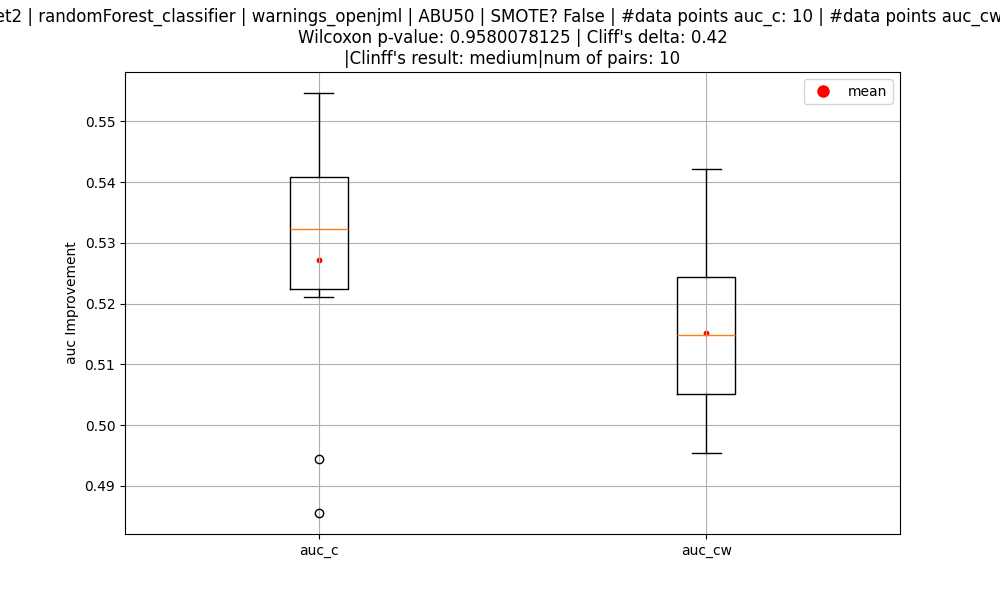 et2 | randomForest_classifier | warnings_openjml | ABU50 | SMOTE? False | #data points auc_c: 10 | #data points auc_cw
Wilcoxon p-value: 0.9580078125 | Cliff's delta: 0.42
|Clinff's result: medium|num of pairs: 10
mean
0.55
0.54
0.53
0.52
0.51
0.50
0.49
auc Improvement
auc_c
auc_cw